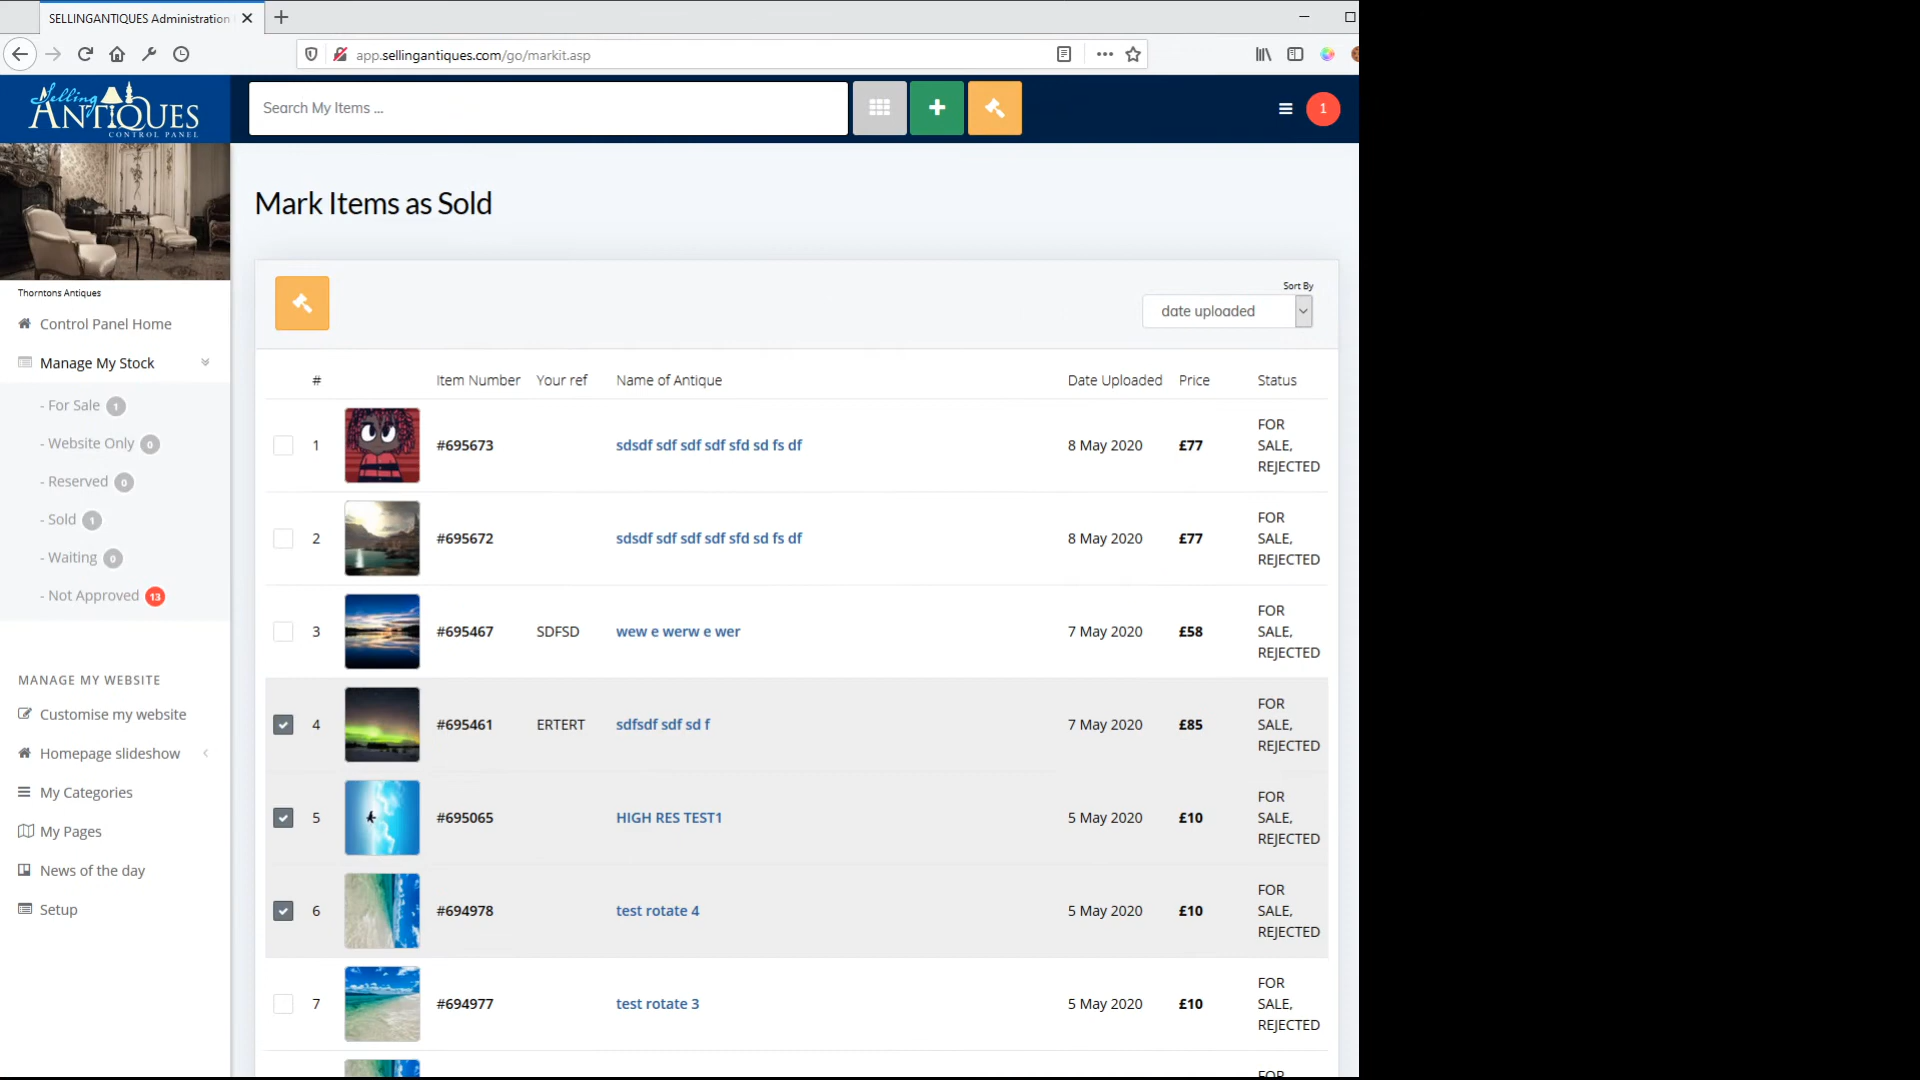 SELLINGANTIQUES Administration
app.sellingantiques.com/go/markit.asp
Selling
ANTIQUES
CONTROL PANEL
Search My Items ...
1
Thorntons Antiques
Control Panel Home
Manage My Stock
- For Sale 1
- Website Only 0
- Reserved 0
- Sold 1
- Waiting 0
- Not Approved 13
MANAGE MY WEBSITE
Customise my website
Homepage slideshow
My Categories
My Pages
News of the day
Setup
Mark Items as Sold
Sort By
date uploaded
# Item Number Your ref Name of Antique Date Uploaded Price Status
1 #695673 sdsdf sdf sdf sdf sfd sd fs df 8 May 2020 £77 FOR
SALE,
REJECTED
2 #695672 sdsdf sdf sdf sdf sfd sd fs df 8 May 2020 £77 FOR
SALE,
REJECTED
3 #695467 SDFSD wew e werw e wer 7 May 2020 £58 FOR
SALE,
REJECTED
4 #695461 ERTERT sdfsdf sdf sd f 7 May 2020 £85 FOR
SALE,
REJECTED
5 #695065 HIGH RES TEST1 5 May 2020 £10 FOR
SALE,
REJECTED
6 #694978 test rotate 4 5 May 2020 £10 FOR
SALE,
REJECTED
7 #694977 test rotate 3 5 May 2020 £10 FOR
SALE,
REJECTED
FOR